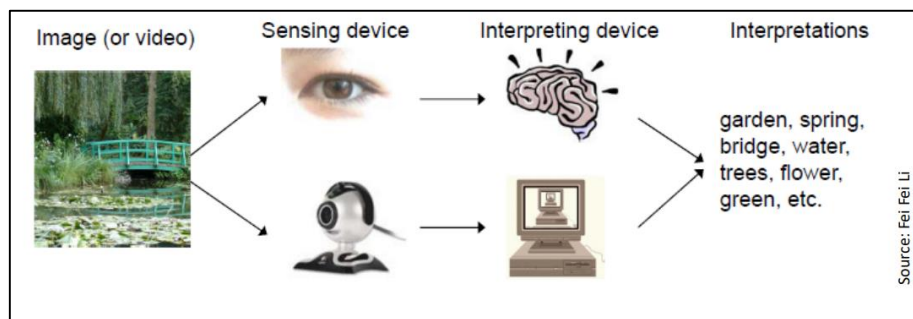 Image (or video)
Sensing device
Interpreting device
Interpretations
garden, spring,
bridge, water,
trees, flower,
green, etc.
Source: Fei Fei Li